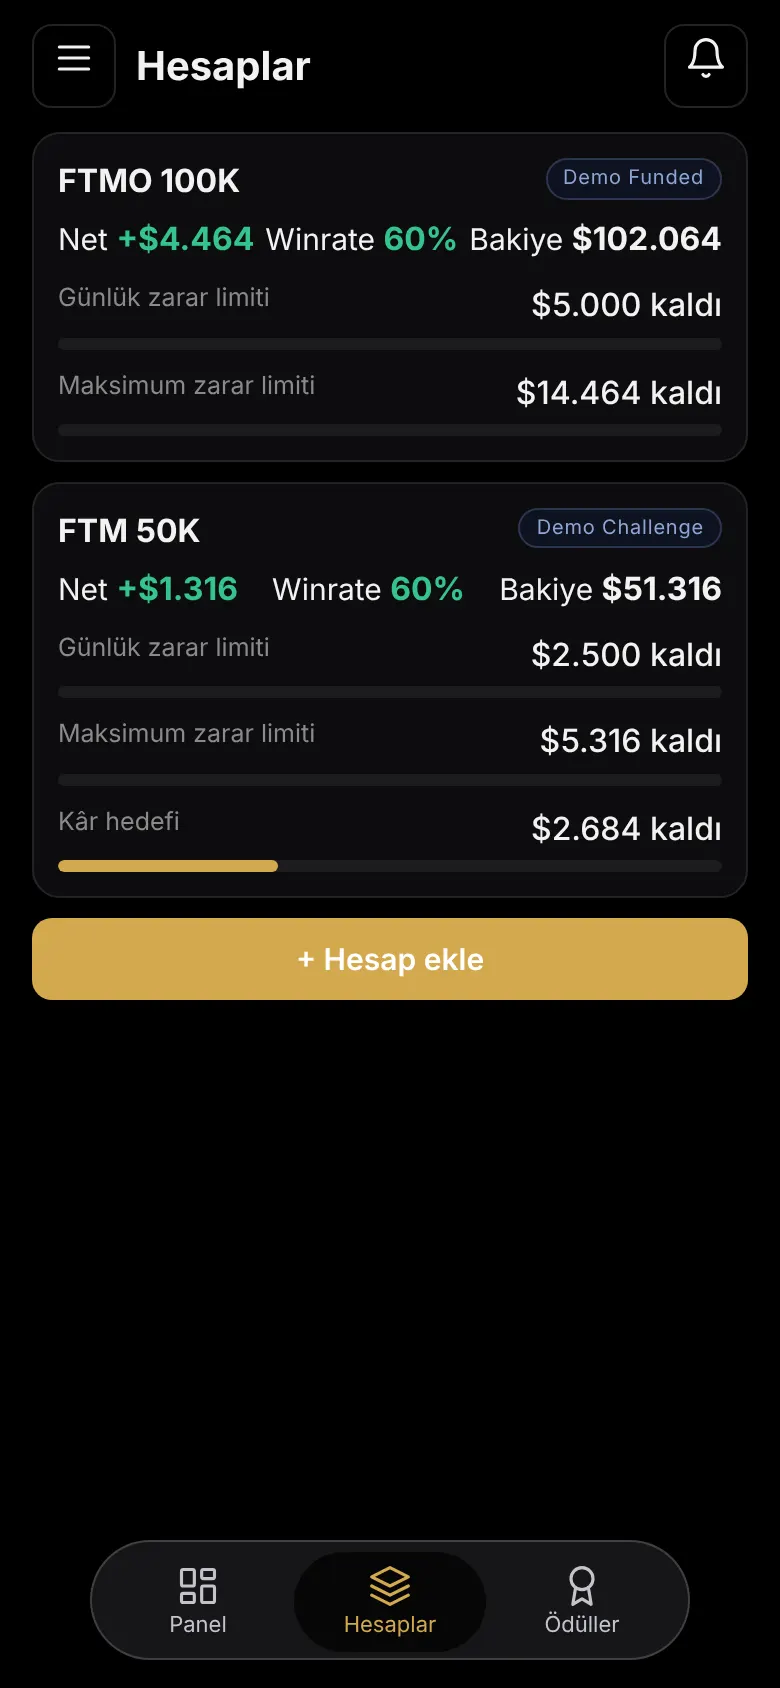 Hesaplar
FTMO 100K Demo Funded
Net +$4.464 Winrate 60% Bakiye $102.064
Günlük zarar limiti $5.000 kaldı
Maksimum zarar limiti $14.464 kaldı
FTM 50K Demo Challenge
Net +$1.316 Winrate 60% Bakiye $51.316
Günlük zarar limiti $2.500 kaldı
Maksimum zarar limiti $5.316 kaldı
Kâr hedefi $2.684 kaldı
+ Hesap ekle
Panel Hesaplar Ödüller